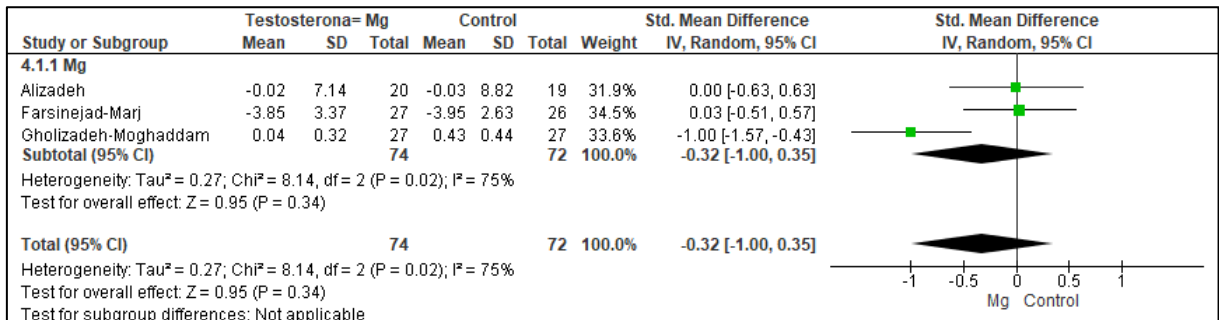 Testosterona= Mg Control Std. Mean Difference Std. Mean Difference
Study or Subgroup Mean SD Total Mean SD Total Weight IV, Random, 95% CI IV, Random, 95% CI
4.1.1 Mg
Alizadeh -0.02 7.14 20 -0.03 8.82 19 31.9% 0.00 [-0.63, 0.63]
Farsinejad-Marj -3.85 3.37 27 -3.95 2.63 26 34.5% 0.03 [-0.51, 0.57]
Gholizadeh-Moghaddam 0.04 0.32 27 0.43 0.44 27 33.6% -1.00 [-1.57, -0.43]
Subtotal (95% CI) 74 72 100.0% -0.32 [-1.00, 0.35]
Heterogeneity: Tau² = 0.27; Chi² = 8.14, df = 2 (P = 0.02); I² = 75%
Test for overall effect: Z = 0.95 (P = 0.34)
Total (95% CI) 74 72 100.0% -0.32 [-1.00, 0.35]
Heterogeneity: Tau² = 0.27; Chi² = 8.14, df = 2 (P = 0.02); I² = 75%
Test for overall effect: Z = 0.95 (P = 0.34)
Test for subgroup differences: Not applicable
-1 -0.5 0 0.5 1
Mg Control